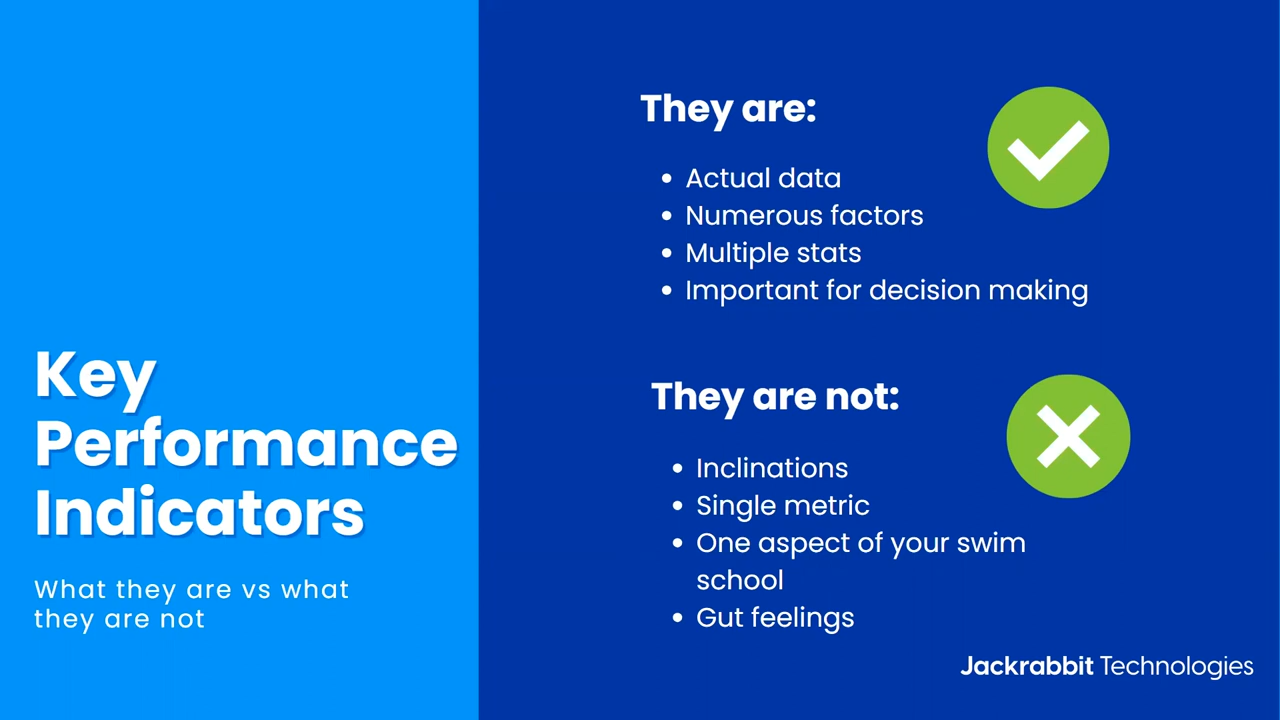 Key
Performance
Indicators
What they are vs what
they are not
They are:
Actual data
Numerous factors
Multiple stats
Important for decision making
They are not:
Inclinations
Single metric
One aspect of your swim
school
Gut feelings
Jackrabbit Technologies